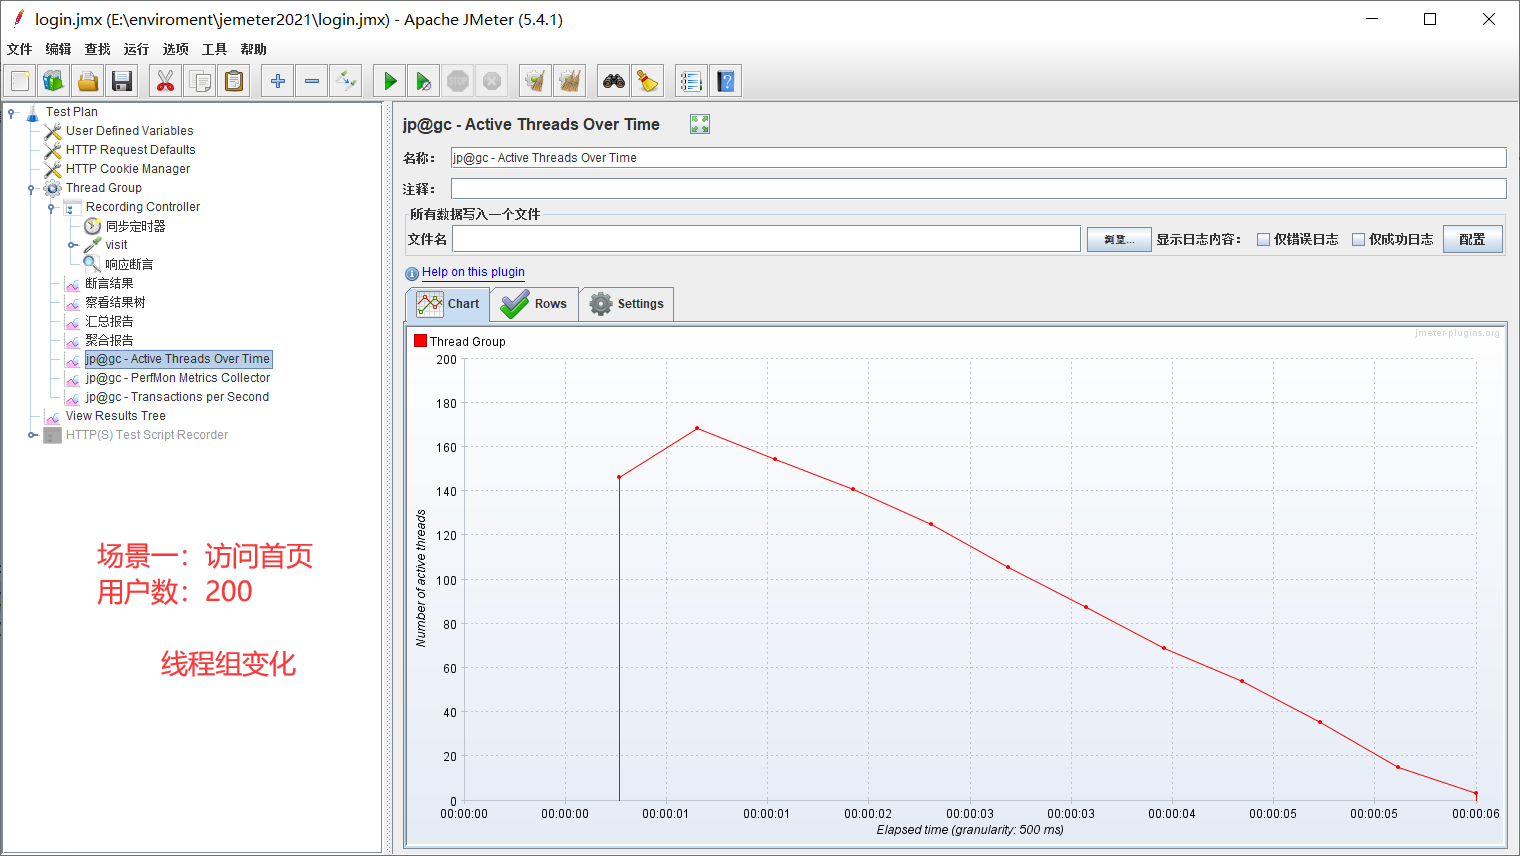 login.jmx (E:\enviroment\jemeter2021\login.jmx) - Apache JMeter (5.4.1)
文件 编辑 查找 运行 选项 工具 帮助
STOP
?
Test Plan
User Defined Variables
HTTP Request Defaults
HTTP Cookie Manager
Thread Group
Recording Controller
同步定时器
visit
响应断言
断言结果
察看结果树
汇总报告
聚合报告
jp@gc - Active Threads Over Time
jp@gc - PerfMon Metrics Collector
jp@gc - Transactions per Second
View Results Tree
HTTP(S) Test Script Recorder
场景一：访问首页
用户数：200
线程组变化
jp@gc - Active Threads Over Time
名称： jp@gc - Active Threads Over Time
注释：
所有数据写入一个文件
文件名 浏览... 显示日志内容： 仅错误日志 仅成功日志 配置
Help on this plugin
Chart Rows Settings
jmeter-plugins.org
Thread Group
200
180
160
140
120
100
80
60
40
20
0
Number of active threads
00:00:00 00:00:00 00:00:01 00:00:01 00:00:02 00:00:03 00:00:03 00:00:04 00:00:05 00:00:05 00:00:06
Elapsed time (granularity: 500 ms)